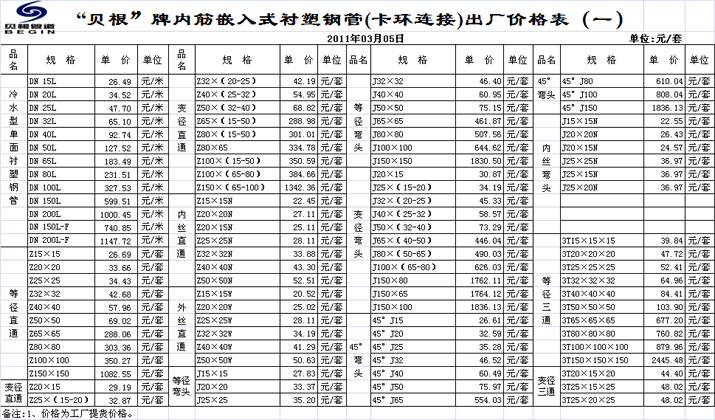 贝根管道
BEGIN
“贝根”牌内筋嵌入式衬塑钢管(卡环连接)出厂价格表（一）
2011年03月05日 单位:元/套
品名 规 格 单 价 单位 品名 规 格 单 价 单位 品名 规 格 单 价 单位 品名 规 格 单 价 单位
冷水型单面衬塑钢管 DN 15L 26.49 元/米 变径直通 Z32×（20-25） 42.19 元/套 等径弯头 J32×32 46.40 元/套 45°弯头 45° J80 610.04 元/套
DN 20L 34.52 元/米 Z40×（25-32） 54.95 元/套 J40×40 60.95 元/套 45° J100 808.04 元/套
DN 25L 47.70 元/米 Z50×（32-40） 68.82 元/套 J50×50 75.15 元/套 45° J150 1836.13 元/套
DN 32L 65.10 元/米 Z65×（15-50） 288.98 元/套 J65×65 461.87 元/套 内丝弯头 J15×15N 22.55 元/套
DN 40L 92.74 元/米 Z80×（15-50） 301.01 元/套 J80×80 507.56 元/套 J20×20N 26.43 元/套
DN 50L 127.52 元/米 Z80×65 334.78 元/套 J100×100 644.62 元/套 J20×15N 24.57 元/套
DN 65L 183.49 元/米 Z100×（15-50） 350.59 元/套 J150×150 1830.50 元/套 J25×25N 36.97 元/套
DN 80L 231.51 元/米 Z100×（65-80） 384.66 元/套 变径弯头 J20×15 30.87 元/套 J25×15N 36.97 元/套
DN 100L 327.53 元/米 Z150×（65-100） 1342.36 元/套 J25×（15-20） 34.19 元/套 J25×20N 36.97 元/套
DN 150L 599.51 元/米 内丝直通 Z15×15N 22.45 元/套 J32×（20-25） 45.33 元/套
DN 200L 1000.45 元/米 Z20×20N 27.11 元/套 J40×（25-32） 58.57 元/套
DN 150L-F 740.85 元/米 Z20×15N 25.11 元/套 J50×（32-40） 73.29 元/套
DN 200L-F 1147.72 元/米 Z25×25N 28.11 元/套 J65×（40-50） 446.04 元/套 等径三通 3T15×15×15 39.84 元/套
等径直通 Z15×15 26.69 元/套 Z32×32N 33.88 元/套 J80×（50-65） 490.03 元/套 3T20×20×20 47.72 元/套
Z20×20 33.66 元/套 Z40×40N 43.30 元/套 J100×（65-80） 626.03 元/套 3T25×25×25 52.41 元/套
Z25×25 34.43 元/套 Z50×50N 52.51 元/套 J150×80 1762.11 元/套 3T32×32×32 64.96 元/套
Z32×32 42.68 元/套 外丝直通 Z15×15W 20.52 元/套 J150×65 1764.12 元/套 3T40×40×40 84.41 元/套
Z40×40 57.96 元/套 Z20×20W 25.02 元/套 J150×100 1836.13 元/套 3T50×50×50 103.90 元/套
Z50×50 69.02 元/套 Z25×25W 28.11 元/套 45°弯头 45° J15 26.61 元/套 3T65×65×65 677.20 元/套
Z65×65 288.06 元/套 Z32×32W 34.19 元/套 45° J20 32.59 元/套 3T80×80×80 760.82 元/套
Z80×80 303.36 元/套 Z40×40W 41.29 元/套 45° J25 35.28 元/套 3T100×100×100 879.96 元/套
Z100×100 350.27 元/套 Z50×50W 50.63 元/套 45° J32 46.52 元/套 3T150×150×150 2445.48 元/套
Z150×150 1082.55 元/套 等径弯头 J15×15 27.83 元/套 45° J40 60.49 元/套 变径三通 3T20×15×20 44.40 元/套
变径直通 Z20×15 29.19 元/套 J20×20 33.37 元/套 45° J50 75.97 元/套 3T25×15×25 48.02 元/套
Z25×（15-20） 32.87 元/套 J25×25 35.20 元/套 45° J65 554.03 元/套 3T25×20×25 48.02 元/套
备注:1、价格为工厂提货价格。